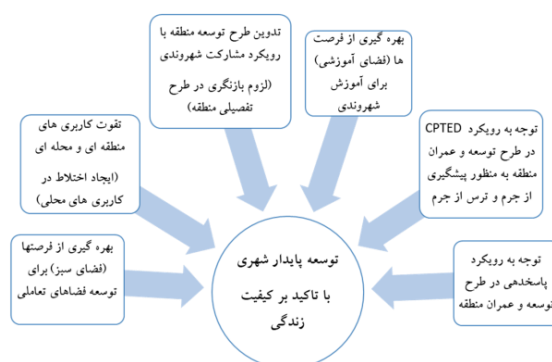 بهره گیری از فرصت
ها (فضای آموزشی)
برای آموزش
شهروندی
تدوین طرح توسعه منطقه با
رویکرد مشارکت شهروندی
(لزوم بازنگری در طرح
تفصیلی منطقه)
توجه به رویکرد CPTED
در طرح توسعه و عمران
منطقه به منظور پیشگیری
از جرم و ترس از جرم
تقوت کاربری های
منطقه ای و محله ای
(ایجاد اختلاط در
کاربری های محلی)
توجه به رویکرد
پاسخدهی در طرح
توسعه و عمران منطقه
بهره گیری از فرصتها
(فضای سبز) برای
توسعه فضاهای تعاملی
توسعه پایدار شهری
با تاکید بر کیفیت
زندگی